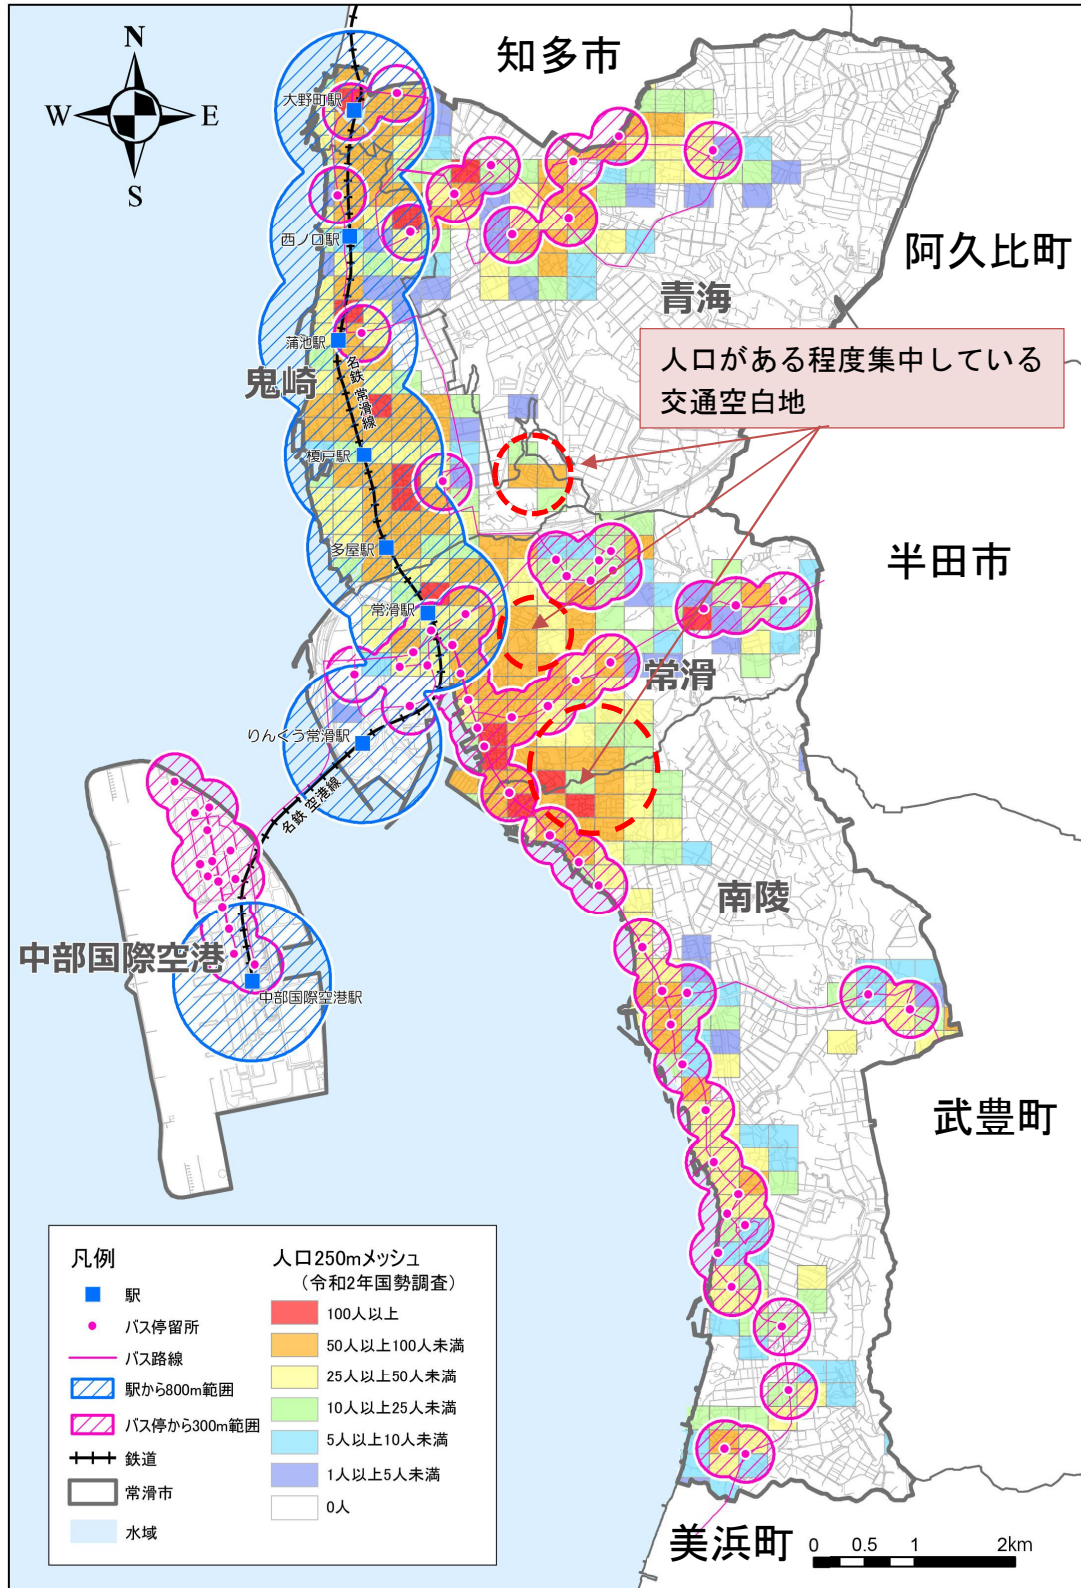 知多市
N
W
E
S
大野町駅
西ノ口駅
阿久比町
青海
人口がある程度集中している
交通空白地
蒲池駅
鬼崎
名鉄 常滑線
榎戸駅
多屋駅
半田市
常滑駅
常滑
りんくう常滑駅
名鉄 空港線
南陵
中部国際空港
中部国際空港駅
武豊町
凡例
駅
バス停留所
バス路線
駅から800m範囲
バス停から300m範囲
鉄道
常滑市
水域
人口250mメッシュ
(令和2年国勢調査)
100人以上
50人以上100人未満
25人以上50人未満
10人以上25人未満
5人以上10人未満
1人以上5人未満
0人
美浜町
0 0.5 1 2km